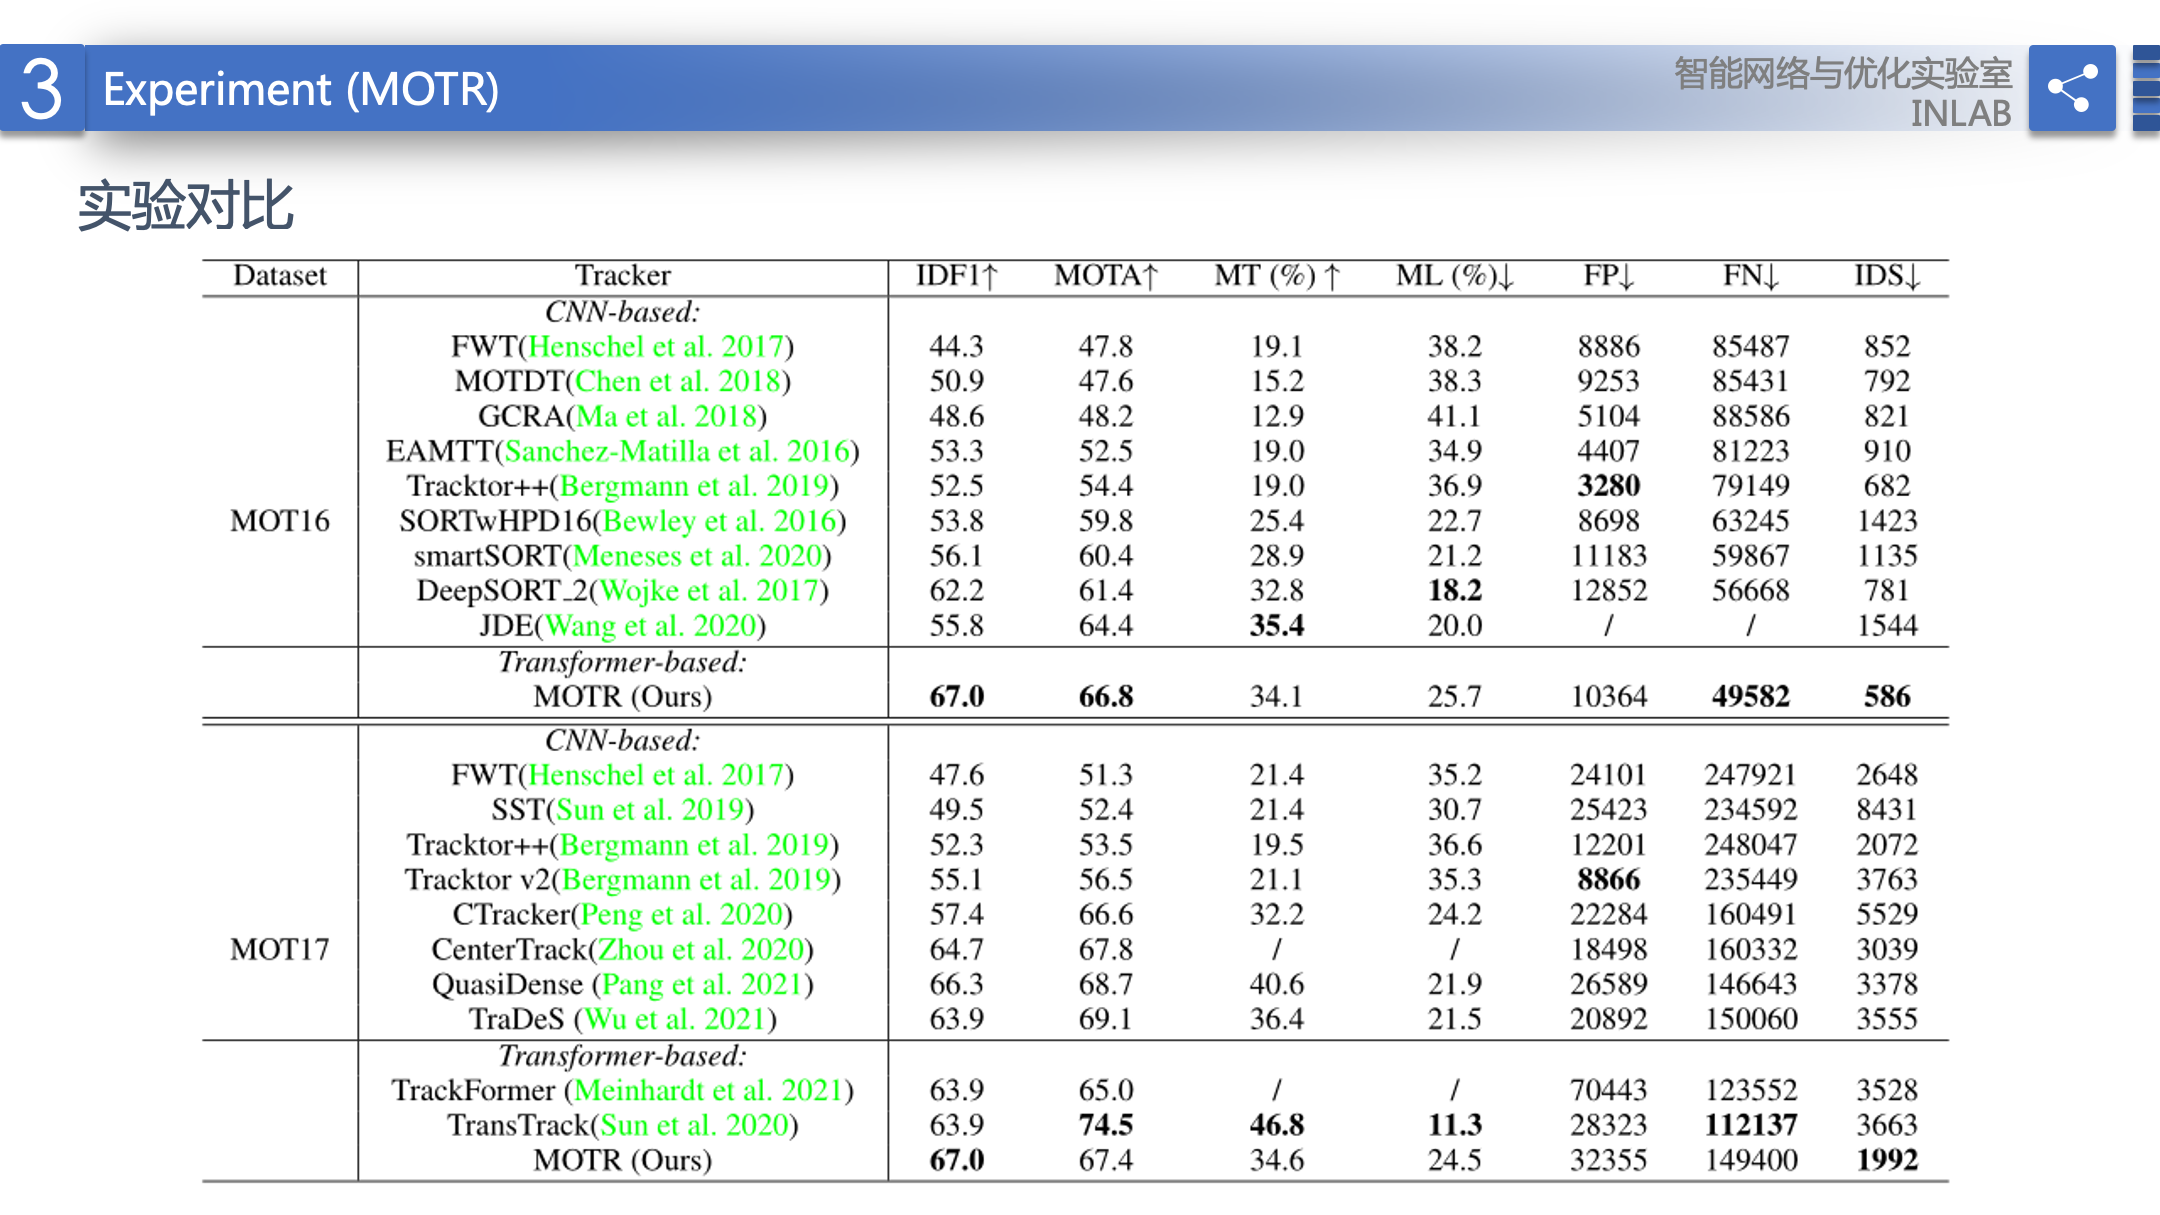 3 Experiment (MOTR)
智能网络与优化实验室
INLAB
实验对比
Dataset Tracker IDF1↑ MOTA↑ MT (%) ↑ ML (%)↓ FP↓ FN↓ IDS↓
CNN-based:
FWT(Henschel et al. 2017) 44.3 47.8 19.1 38.2 8886 85487 852
MOTDT(Chen et al. 2018) 50.9 47.6 15.2 38.3 9253 85431 792
GCRA(Ma et al. 2018) 48.6 48.2 12.9 41.1 5104 88586 821
EAMTT(Sanchez-Matilla et al. 2016) 53.3 52.5 19.0 34.9 4407 81223 910
Tracktor++(Bergmann et al. 2019) 52.5 54.4 19.0 36.9 3280 79149 682
MOT16 SORTwHPD16(Bewley et al. 2016) 53.8 59.8 25.4 22.7 8698 63245 1423
smartSORT(Meneses et al. 2020) 56.1 60.4 28.9 21.2 11183 59867 1135
DeepSORT_2(Wojke et al. 2017) 62.2 61.4 32.8 18.2 12852 56668 781
JDE(Wang et al. 2020) 55.8 64.4 35.4 20.0 / / 1544
Transformer-based:
MOTR (Ours) 67.0 66.8 34.1 25.7 10364 49582 586
CNN-based:
FWT(Henschel et al. 2017) 47.6 51.3 21.4 35.2 24101 247921 2648
SST(Sun et al. 2019) 49.5 52.4 21.4 30.7 25423 234592 8431
Tracktor++(Bergmann et al. 2019) 52.3 53.5 19.5 36.6 12201 248047 2072
Tracktor v2(Bergmann et al. 2019) 55.1 56.5 21.1 35.3 8866 235449 3763
CTracker(Peng et al. 2020) 57.4 66.6 32.2 24.2 22284 160491 5529
MOT17 CenterTrack(Zhou et al. 2020) 64.7 67.8 / / 18498 160332 3039
QuasiDense (Pang et al. 2021) 66.3 68.7 40.6 21.9 26589 146643 3378
TraDeS (Wu et al. 2021) 63.9 69.1 36.4 21.5 20892 150060 3555
Transformer-based:
TrackFormer (Meinhardt et al. 2021) 63.9 65.0 / / 70443 123552 3528
TransTrack(Sun et al. 2020) 63.9 74.5 46.8 11.3 28323 112137 3663
MOTR (Ours) 67.0 67.4 34.6 24.5 32355 149400 1992